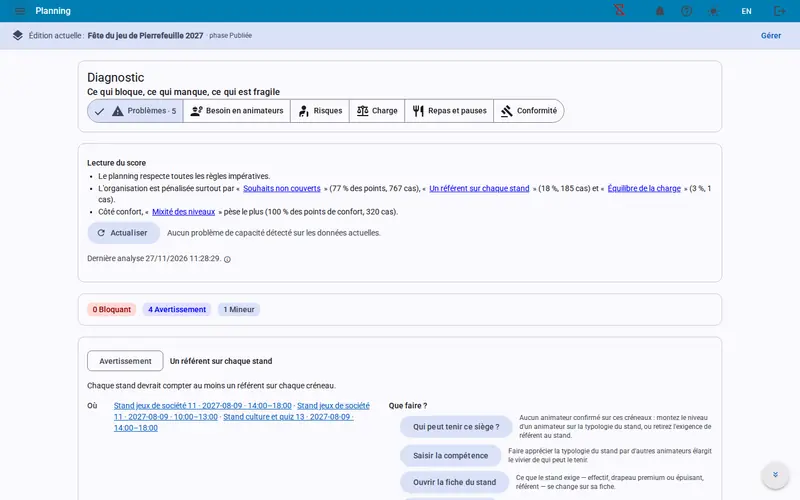 Planning
EN
Édition actuelle : Fête du jeu de Pierrefeuille 2027 · phase Publiée
Gérer
Diagnostic
Ce qui bloque, ce qui manque, ce qui est fragile
Problèmes · 5
Besoin en animateurs
Risques
Charge
Repas et pauses
Conformité
Lecture du score
• Le planning respecte toutes les règles impératives.
• L'organisation est pénalisée surtout par « Souhaits non couverts » (77 % des points, 767 cas), « Un référent sur chaque stand » (18 %, 185 cas) et « Équilibre de la charge » (3 %, 1
cas).
• Côté confort, « Mixité des niveaux » pèse le plus (100 % des points de confort, 320 cas).
Actualiser
Aucun problème de capacité détecté sur les données actuelles.
Dernière analyse 27/11/2026 11:28:29.
0 Bloquant
4 Avertissement
1 Mineur
Avertissement
Un référent sur chaque stand
Chaque stand devrait compter au moins un référent sur chaque créneau.
Où
Stand jeux de société 11 · 2027-08-09 · 14:00–18:00 · Stand jeux de société
11 · 2027-08-09 · 10:00–13:00 · Stand culture et quiz 13 · 2027-08-09 ·
14:00–18:00
Que faire ?
Qui peut tenir ce siège ?
Aucun animateur confirmé sur ces créneaux : montez le niveau
d'un animateur sur la typologie du stand, ou retirez l'exigence de
référent au stand.
Saisir la compétence
Faire apprécier la typologie du stand par d'autres animateurs élargit
le vivier de qui peut le tenir.
Ouvrir la fiche du stand
Ce que le stand exige — effectif, drapeau premium ou épuisant,
référent — se change sur sa fiche.